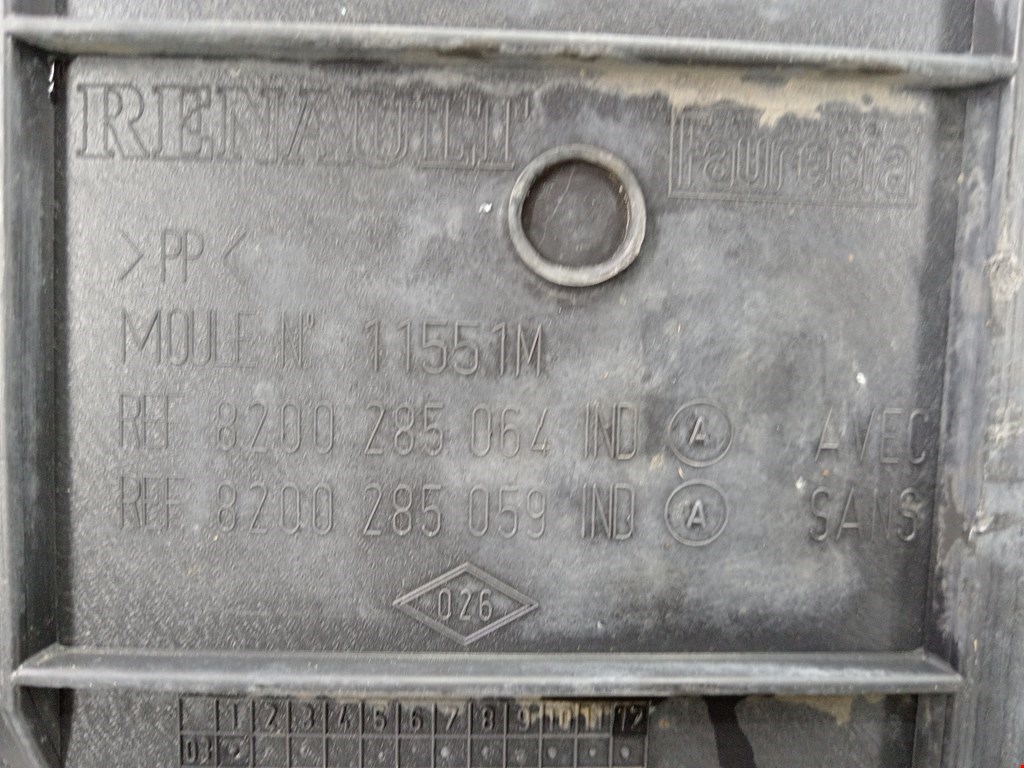 RENAULT
Faurecia
>PP<
MOULE N° 11551M
REF 8200 285 064 IND A AVEC
REF 8200 285 059 IND A SANS
026
1 2 3 4 5 6 7 8 9 10 11 12
03